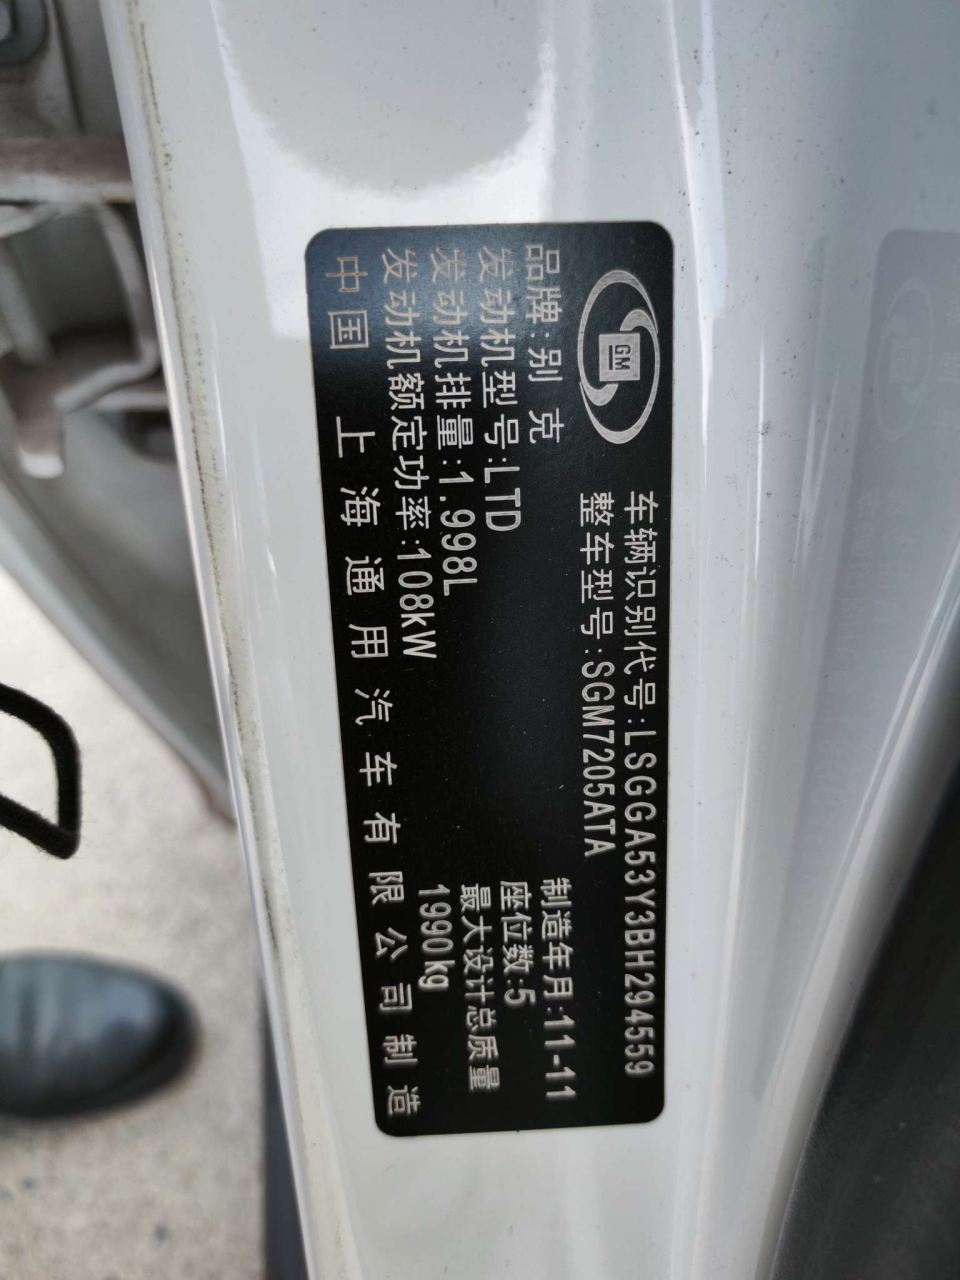 GM
车辆识别代号:LSGGA53Y3BH294559
整车型号:SGM7205ATA
品牌:别克
制造年月:11-11
发动机型号:LTD
座位数:5
发动机排量:1.998L
最大设计总质量
发动机额定功率:108kW
1990kg
中国 上海通用汽车有限公司制造